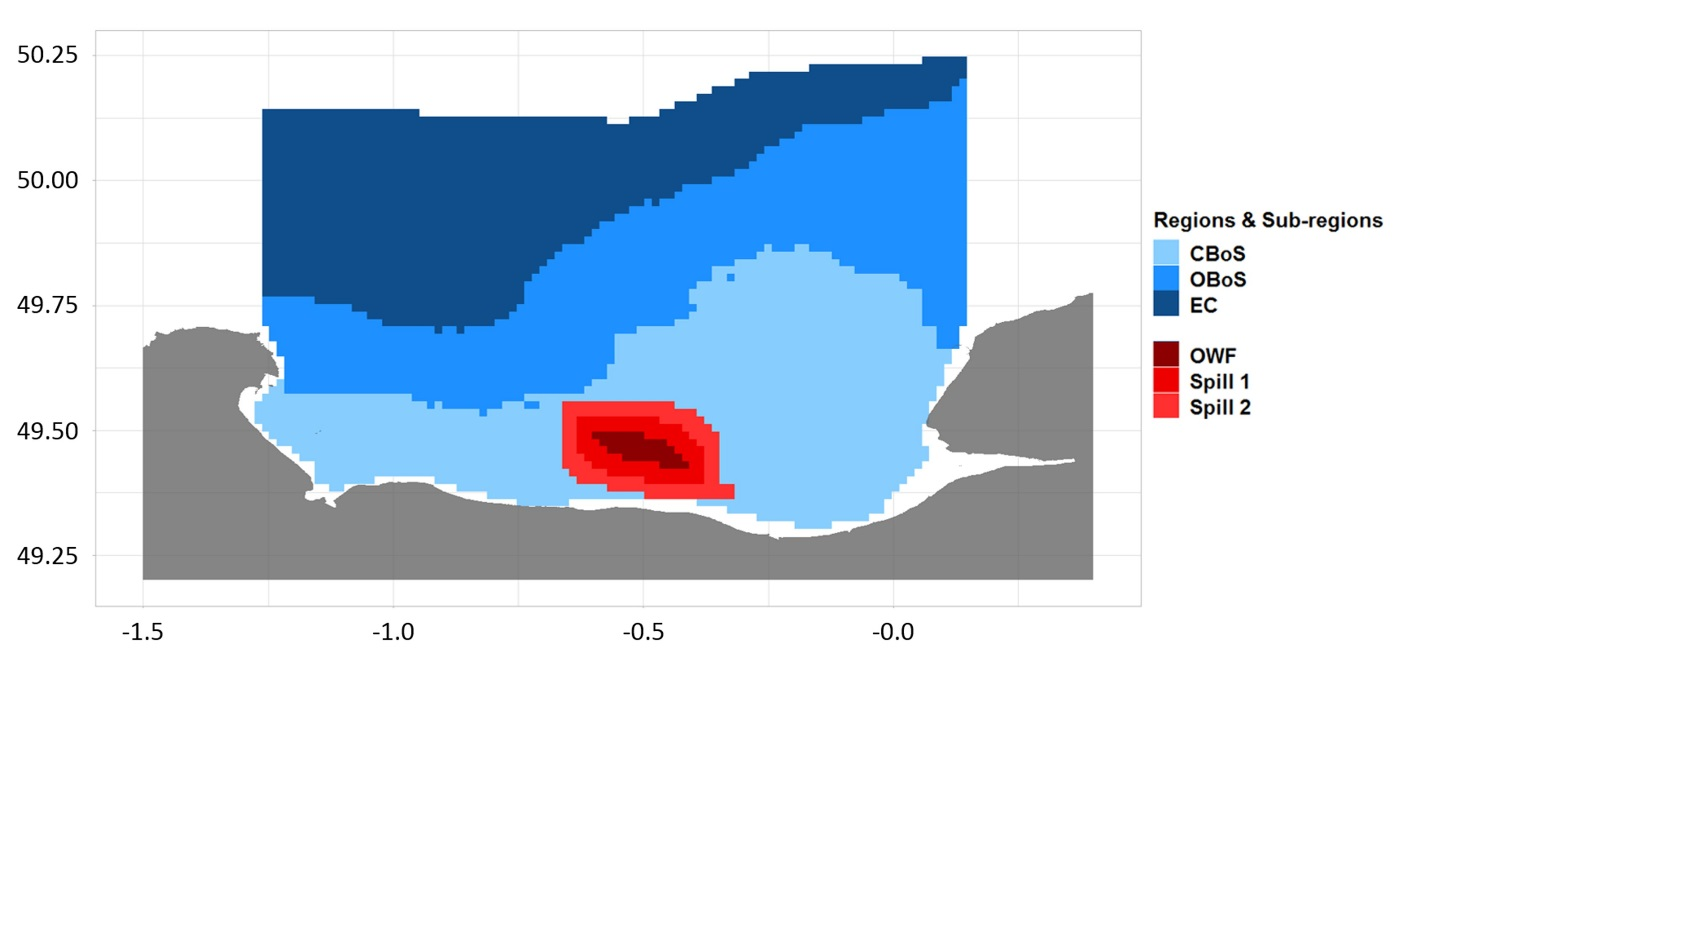 50.25
50.00
49.75
49.50
49.25
-1.5
-1.0
-0.5
-0.0
Regions & Sub-regions
CBoS
OBoS
EC
OWF
Spill 1
Spill 2